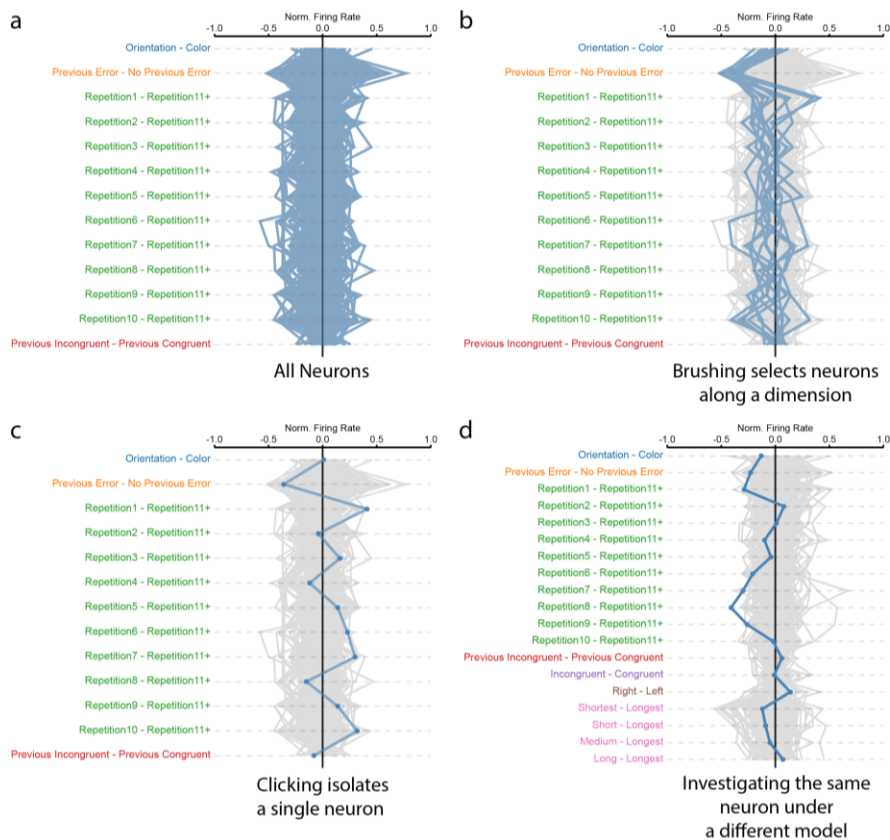 a
Norm. Firing Rate
-1.0 -0.5 0.0 0.5 1.0
Orientation - Color
Previous Error - No Previous Error
Repetition1 - Repetition11+
Repetition2 - Repetition11+
Repetition3 - Repetition11+
Repetition4 - Repetition11+
Repetition5 - Repetition11+
Repetition6 - Repetition11+
Repetition7 - Repetition11+
Repetition8 - Repetition11+
Repetition9 - Repetition11+
Repetition10 - Repetition11+
Previous Incongruent - Previous Congruent
All Neurons
b
Norm. Firing Rate
-1.0 -0.5 0.0 0.5 1.0
Orientation - Color
Previous Error - No Previous Error
Repetition1 - Repetition11+
Repetition2 - Repetition11+
Repetition3 - Repetition11+
Repetition4 - Repetition11+
Repetition5 - Repetition11+
Repetition6 - Repetition11+
Repetition7 - Repetition11+
Repetition8 - Repetition11+
Repetition9 - Repetition11+
Repetition10 - Repetition11+
Previous Incongruent - Previous Congruent
Brushing selects neurons
along a dimension
c
Norm. Firing Rate
-1.0 -0.5 0.0 0.5 1.0
Orientation - Color
Previous Error - No Previous Error
Repetition1 - Repetition11+
Repetition2 - Repetition11+
Repetition3 - Repetition11+
Repetition4 - Repetition11+
Repetition5 - Repetition11+
Repetition6 - Repetition11+
Repetition7 - Repetition11+
Repetition8 - Repetition11+
Repetition9 - Repetition11+
Repetition10 - Repetition11+
Previous Incongruent - Previous Congruent
Clicking isolates
a single neuron
d
Norm. Firing Rate
-1.0 -0.5 0.0 0.5 1.0
Orientation - Color
Previous Error - No Previous Error
Repetition1 - Repetition11+
Repetition2 - Repetition11+
Repetition3 - Repetition11+
Repetition4 - Repetition11+
Repetition5 - Repetition11+
Repetition6 - Repetition11+
Repetition7 - Repetition11+
Repetition8 - Repetition11+
Repetition9 - Repetition11+
Repetition10 - Repetition11+
Previous Incongruent - Previous Congruent
Incongruent - Congruent
Right - Left
Shortest - Longest
Short - Longest
Medium - Longest
Long - Longest
Investigating the same
neuron under
a different model